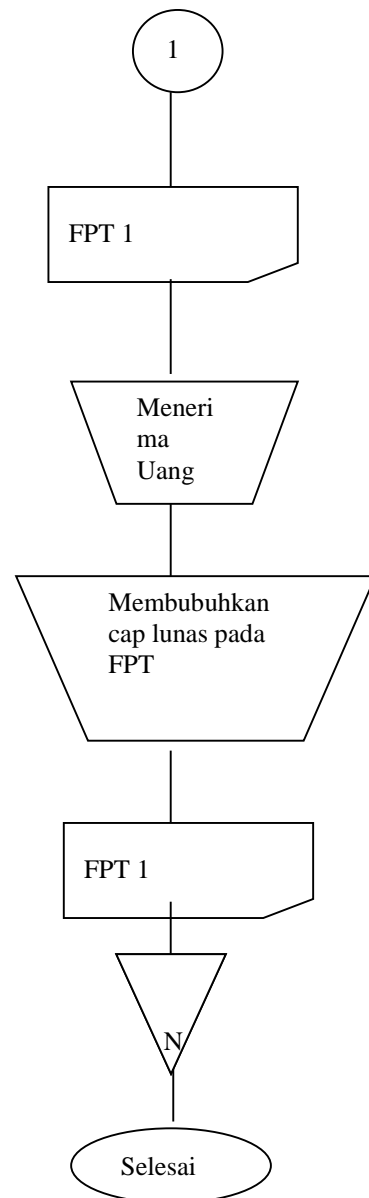 1
FPT 1
Meneri
ma
Uang
Membubuhkan
cap lunas pada
FPT
FPT 1
N
Selesai